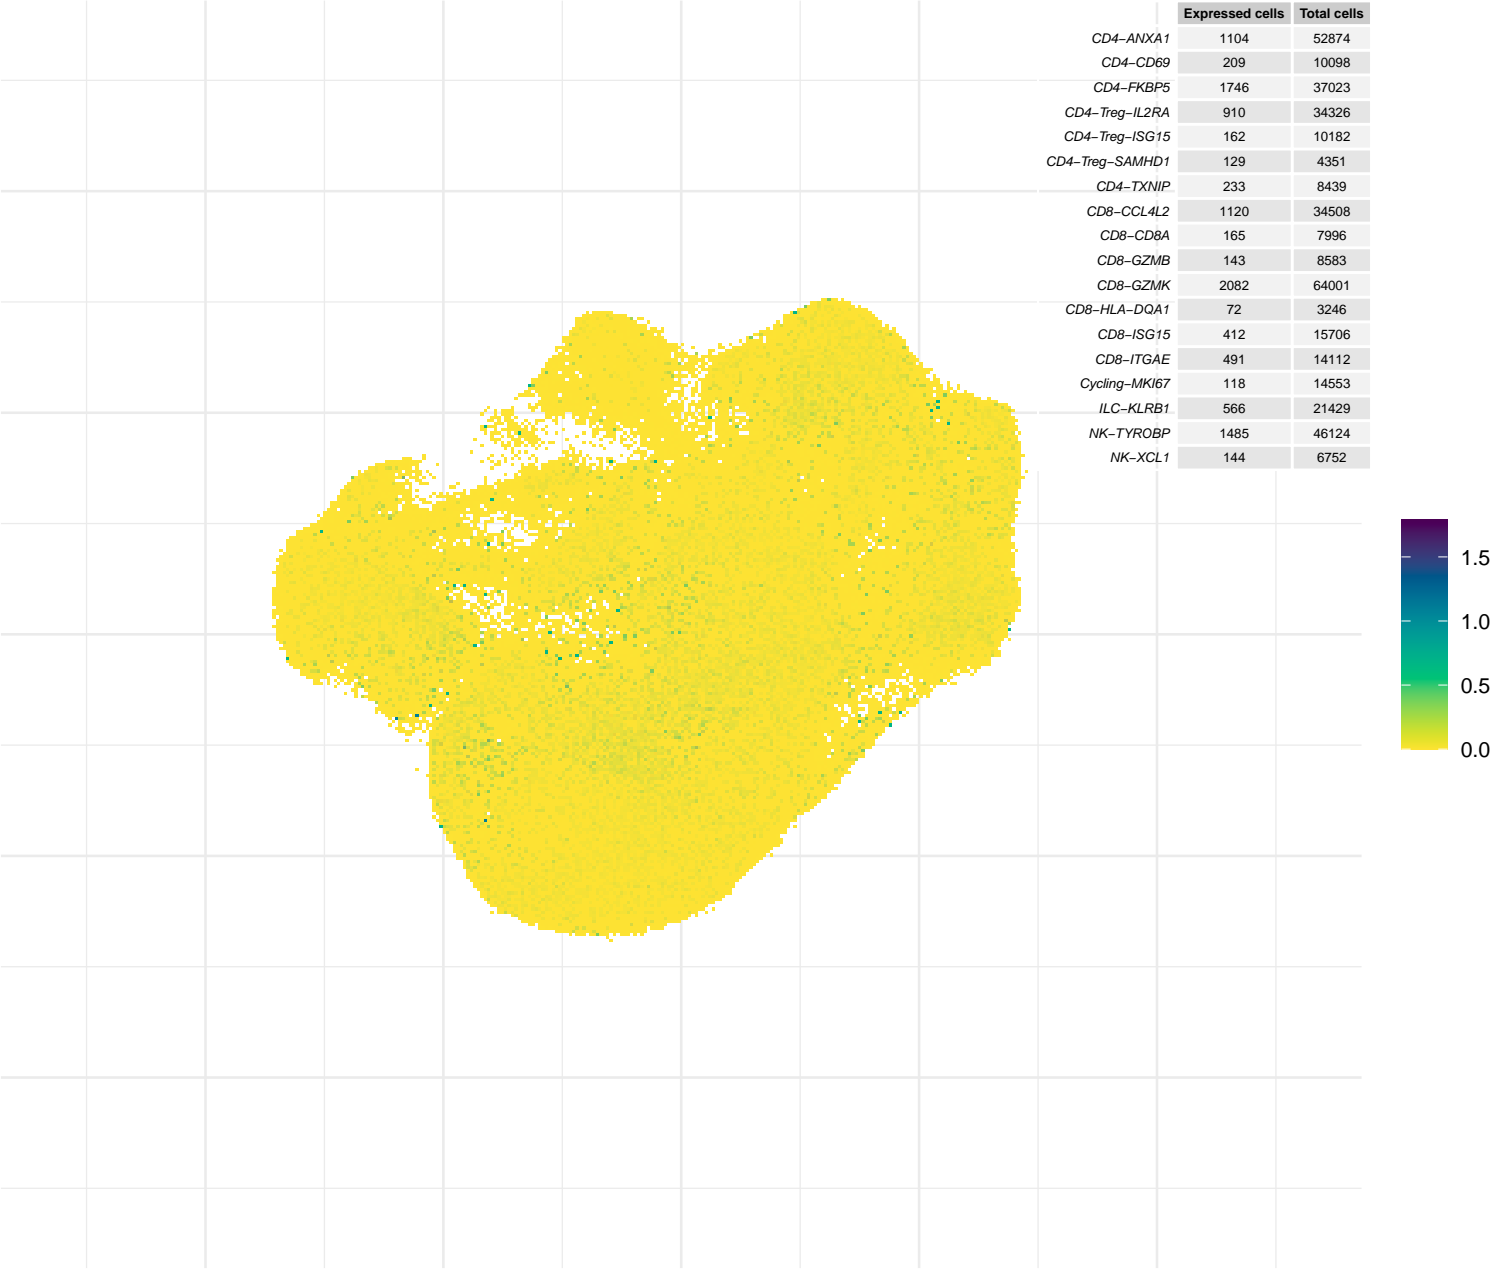 Expressed cells Total cells
CD4−ANXA1 1104 52874
CD4−CD69 209 10098
CD4−FKBP5 1746 37023
CD4−Treg−IL2RA 910 34326
CD4−Treg−ISG15 162 10182
CD4−Treg−SAMHD1 129 4351
CD4−TXNIP 233 8439
CD8−CCL4L2 1120 34508
CD8−CD8A 165 7996
CD8−GZMB 143 8583
CD8−GZMK 2082 64001
CD8−HLA−DQA1 72 3246
CD8−ISG15 412 15706
CD8−ITGAE 491 14112
Cycling−MKI67 118 14553
ILC−KLRB1 566 21429
NK−TYROBP 1485 46124
NK−XCL1 144 6752
1.5
1.0
0.5
0.0